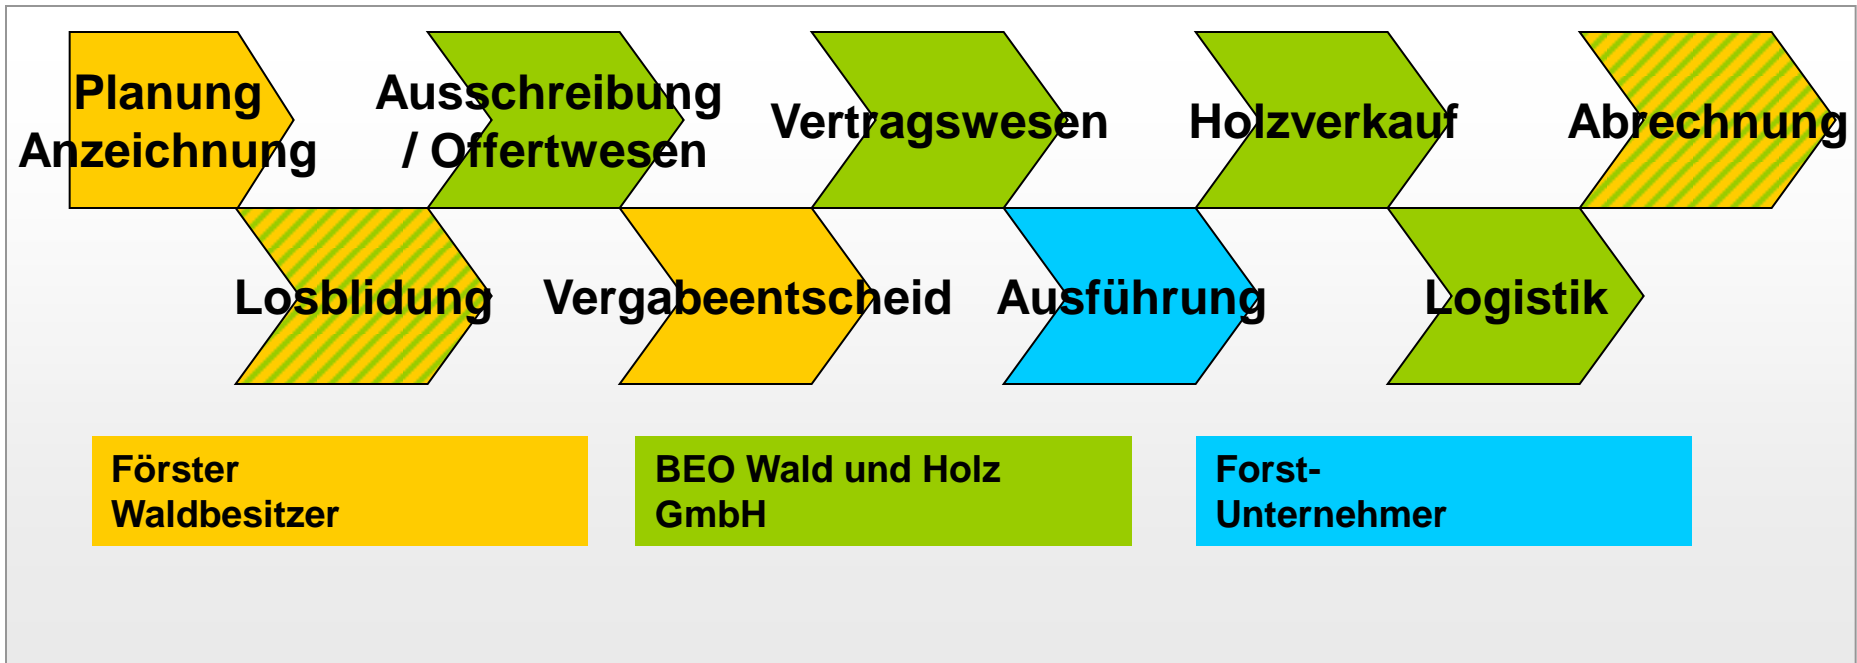 Planung
Anzeichnung
Ausschreibung
/ Offertwesen
Vertragswesen
Holzverkauf
Abrechnung
Losblidung
Vergabeentscheid
Ausführung
Logistik
Förster
Waldbesitzer
BEO Wald und Holz
GmbH
Forst-
Unternehmer